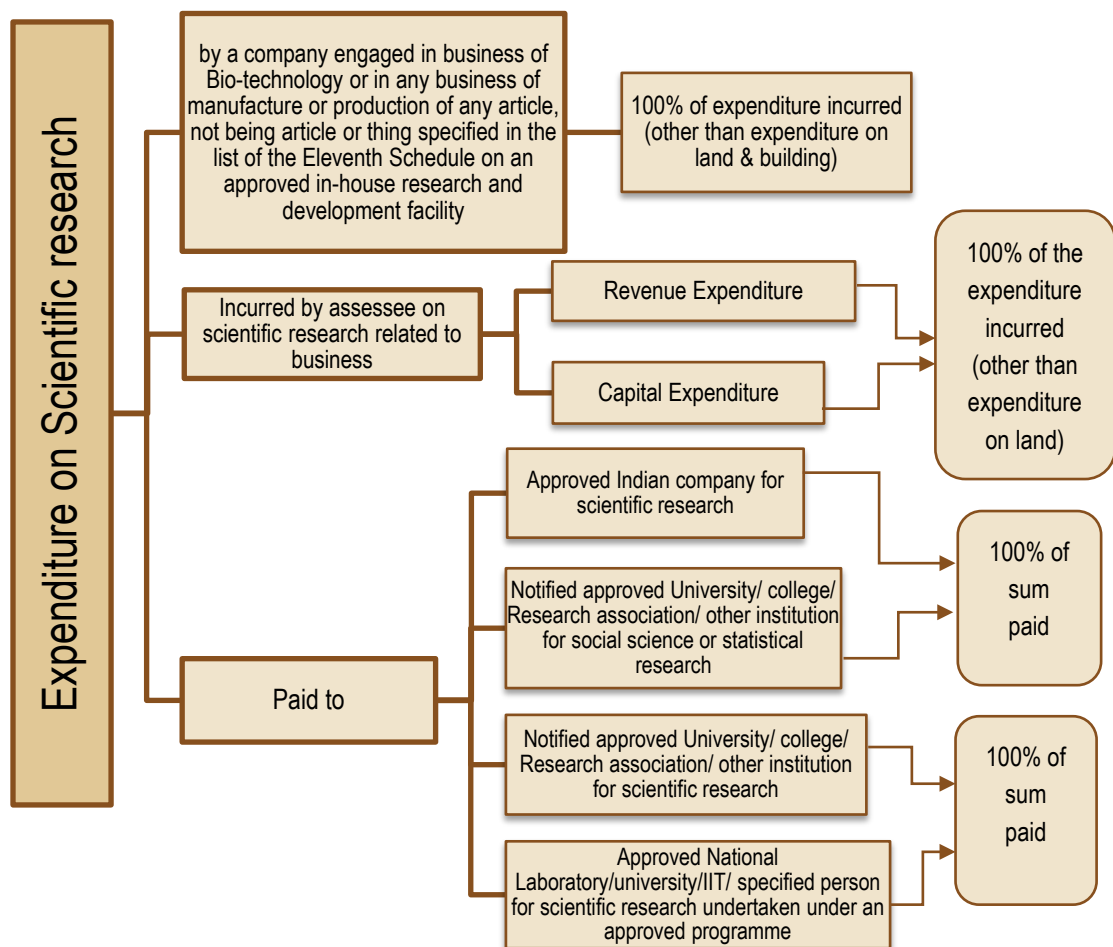 Expenditure on Scientific research
by a company engaged in business of
Bio-technology or in any business of
manufacture or production of any article,
not being article or thing specified in the
list of the Eleventh Schedule on an
approved in-house research and
development facility
100% of expenditure incurred
(other than expenditure on
land & building)
Incurred by assessee on
scientific research related to
business
Revenue Expenditure
Capital Expenditure
100% of the
expenditure
incurred
(other than
expenditure
on land)
Paid to
Approved Indian company for
scientific research
Notified approved University/ college/
Research association/ other institution
for social science or statistical
research
100% of
sum
paid
Notified approved University/ college/
Research association/ other institution
for scientific research
Approved National
Laboratory/university/IIT/ specified person
for scientific research undertaken under an
approved programme
100% of
sum
paid